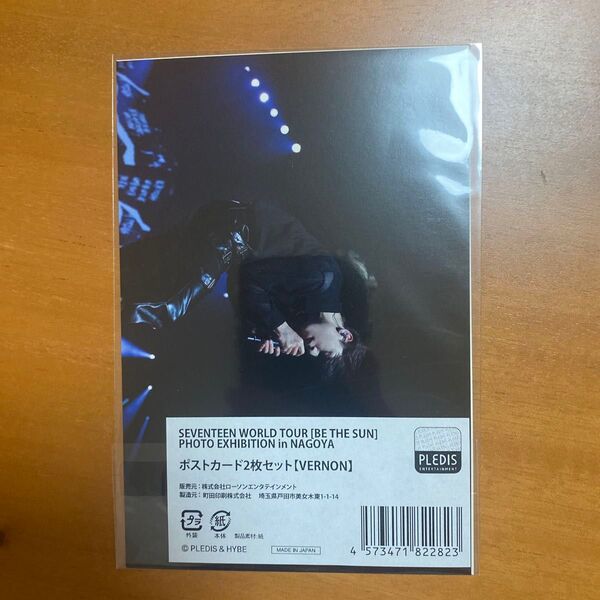 SEVENTEEN WORLD TOUR [BE THE SUN]
PHOTO EXHIBITION in NAGOYA
PLEDIS
ENTERTAINMENT
ポストカード2枚セット【VERNON】
販売元：株式会社ローソンエンタテインメント
製造元：町田印刷株式会社 埼玉県戸田市美女木東1-1-14
プラ
紙
外装
本体
製品素材：紙
© PLEDIS & HYBE
MADE IN JAPAN
4 573471 822823